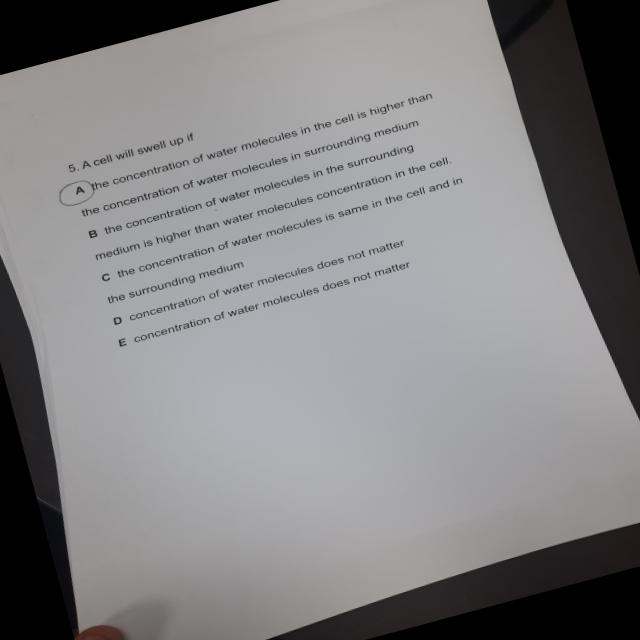 5. A cell will swell up if
A the concentration of water molecules in the cell is higher than
the concentration of water molecules in surrounding medium
B the concentration of water molecules in the surrounding
medium is higher than water molecules concentration in the cell.
C the concentration of water molecules is same in the cell and in
the surrounding medium
D concentration of water molecules does not matter
E concentration of water molecules does not matter